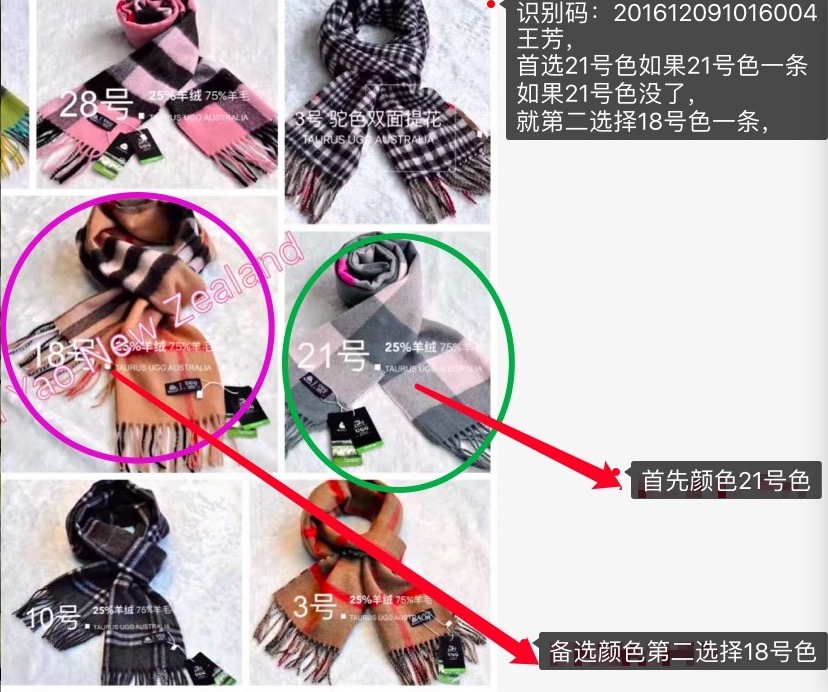 识别码：201612091016004
王芳，
首选21号色如果21号色一条
如果21号色没了，
就第二选择18号色一条，
28号.
25%羊绒 75%羊毛
TAURUS UGG AUSTRALIA
3号 驼色双面提花
TAURUS UGG AUSTRALIA
Yao New Zealand
18号.
25%羊绒 75%羊毛
TAURUS UGG AUSTRALIA
UGG
21号.
25%羊绒 75%羊毛
TAURUS UGG AUSTRALIA
UGG
首先颜色21号色
10号.
25%羊绒 75%羊毛
TAURUS UGG AUSTRALIA
3号.
25%羊绒 75%羊毛
TAURUS UGG AUSTRALIA
备选颜色第二选择18号色